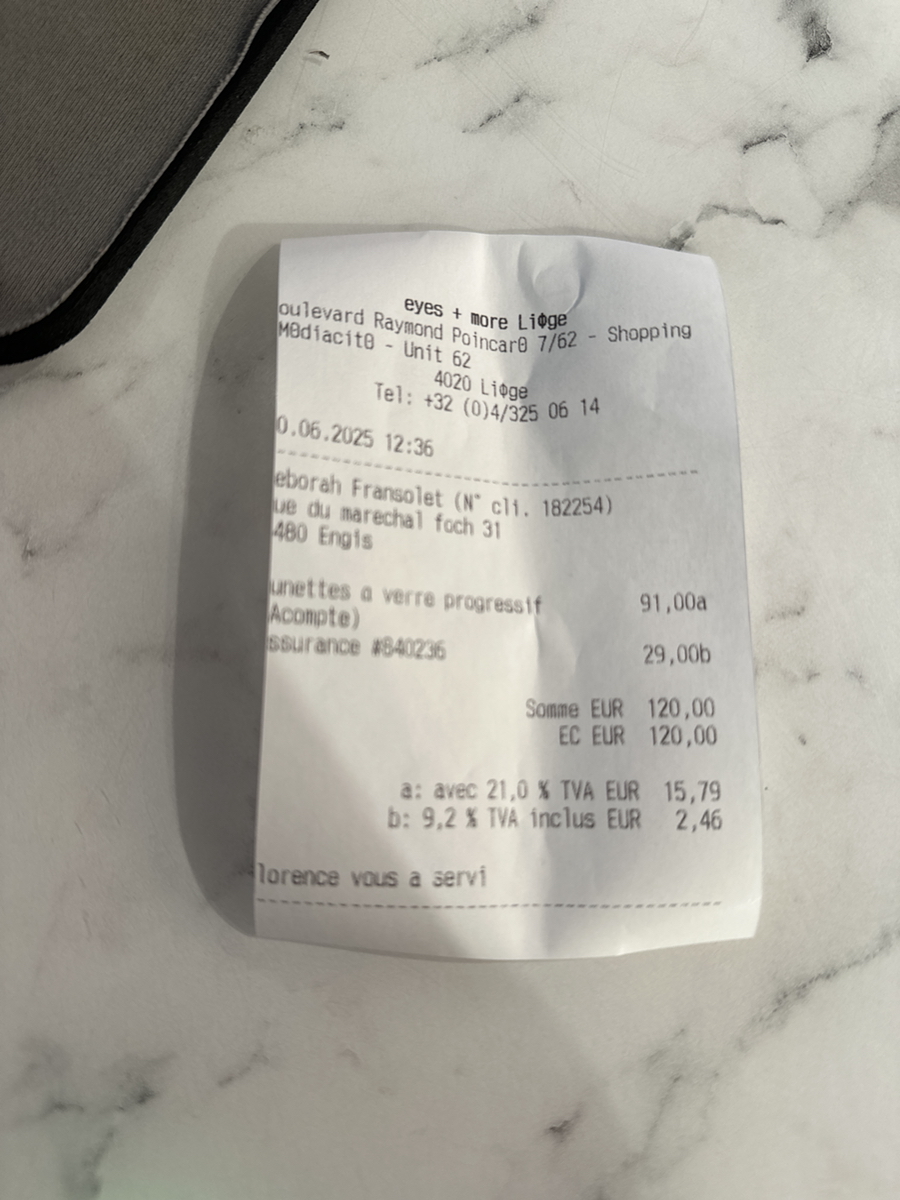 eyes + more LiΦge
oulevard Raymond PoincarΘ 7/62 - Shopping
MΘdiacitΘ - Unit 62
4020 LiΦge
Tel: +32 (0)4/325 06 14
0.06.2025 12:36
eborah Fransolet (N° cli. 182254)
ue du marechal foch 31
480 Engis
unettes a verre progressif 91,00a
Acompte)
ssurance #840236 29,00b
Somme EUR 120,00
EC EUR 120,00
a: avec 21,0 % TVA EUR 15,79
b: 9,2 % TVA inclus EUR 2,46
lorence vous a servi